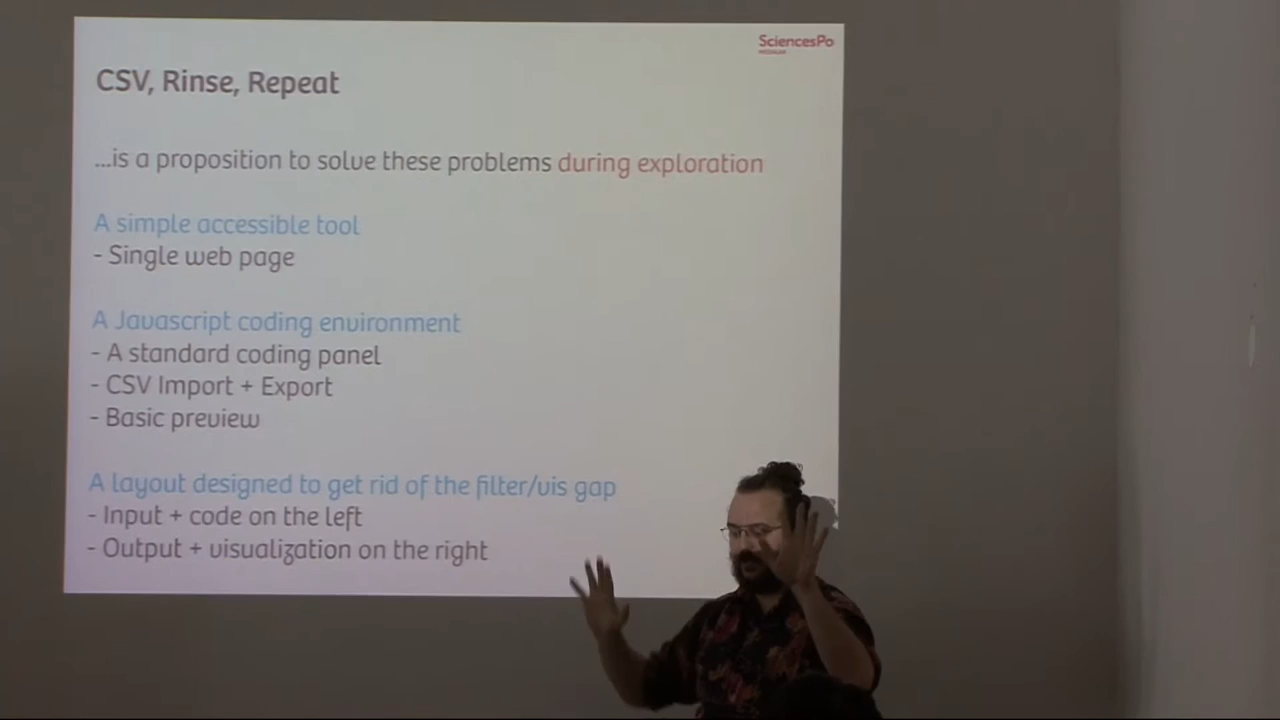 SciencesPo
CSV, Rinse, Repeat
...is a proposition to solve these problems during exploration
A simple accessible tool
- Single web page
A Javascript coding environment
- A standard coding panel
- CSV Import + Export
- Basic preview
A layout designed to get rid of the filter/vis gap
- Input + code on the left
- Output + visualization on the right